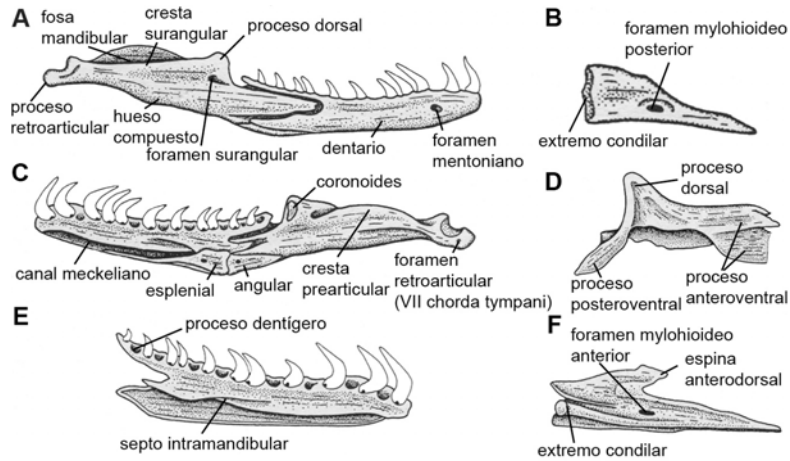 A
fosa
mandibular
cresta
surangular
proceso dorsal
proceso
retroarticular
hueso
compuesto
foramen surangular
dentario
foramen
mentoniano
B
foramen mylohioideo
posterior
extremo condilar
C
coronoides
canal meckeliano
esplenial
angular
cresta
prearticular
foramen
retroarticular
(VII chorda tympani)
D
proceso
dorsal
proceso
posteroventral
proceso
anteroventral
E
proceso dentígero
septo intramandibular
F
foramen mylohioideo
anterior
espina
anterodorsal
extremo condilar